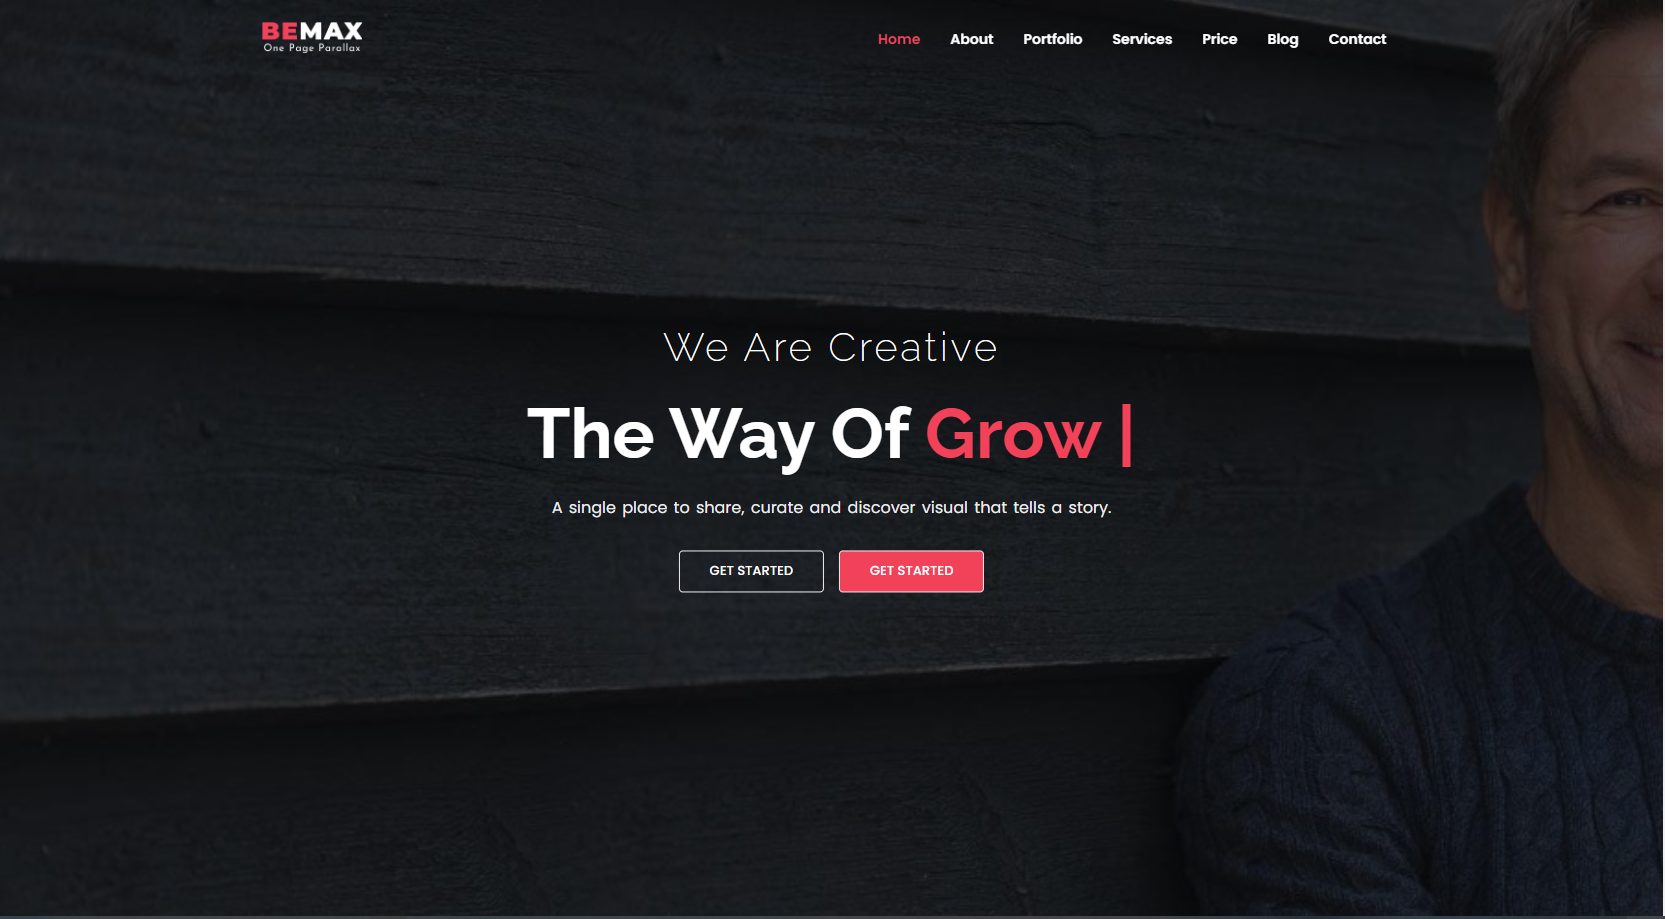 BEMAX
One Page Parallax
Home About Portfolio Services Price Blog Contact
We Are Creative
The Way Of Grow |
A single place to share, curate and discover visual that tells a story.
GET STARTED GET STARTED